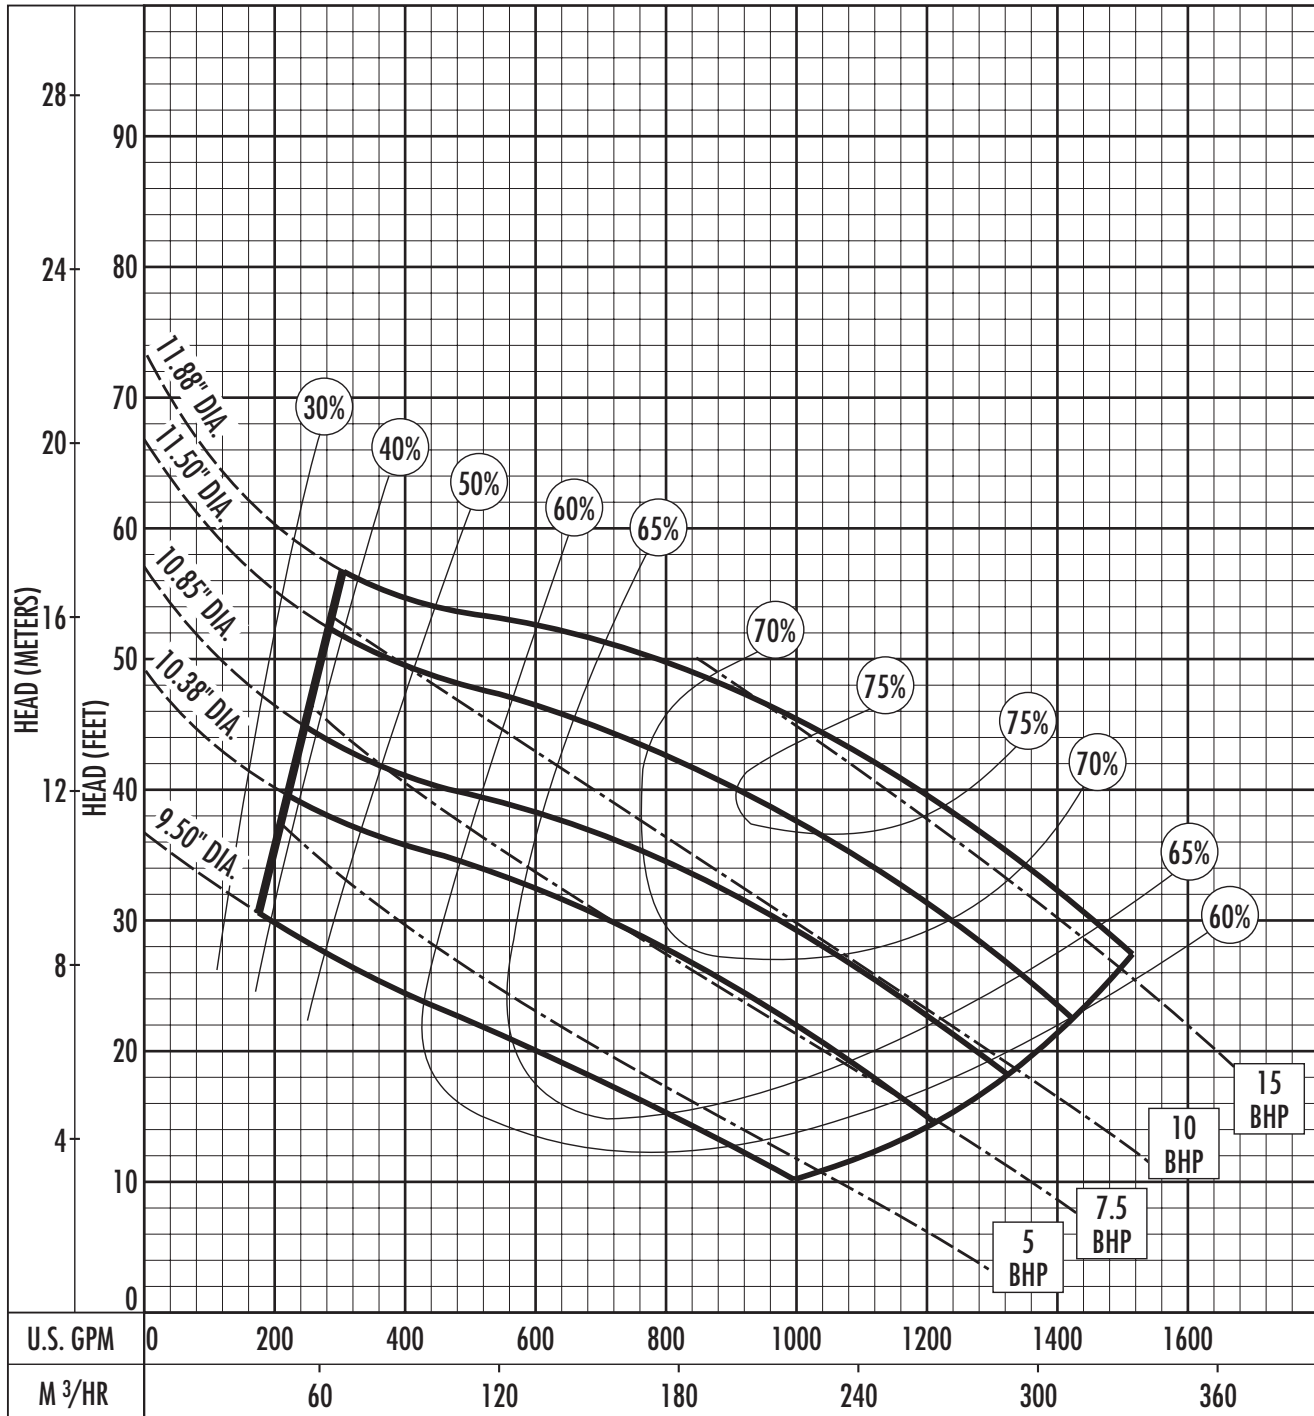 28
90
24
80
11.88" DIA.
70
30%
20
11.50" DIA.
40%
50%
60%
60
65%
10.85" DIA.
16
70%
50
10.38" DIA.
75%
75%
70%
HEAD (METERS)
HEAD (FEET)
12
40
9.50" DIA.
65%
30
60%
8
20
15
BHP
4
10
BHP
10
7.5
BHP
5
BHP
0
U.S. GPM 0 200 400 600 800 1000 1200 1400 1600
M 3/HR 60 120 180 240 300 360